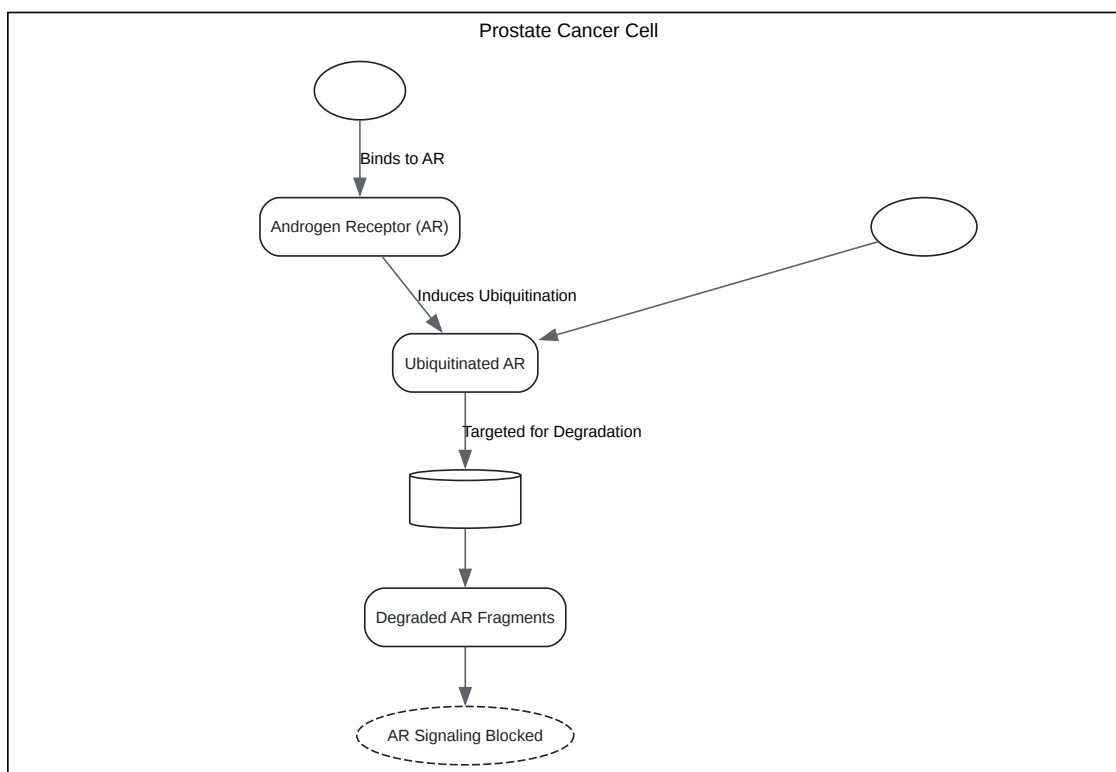 Prostate Cancer Cell
Binds to AR
Androgen Receptor (AR)
Induces Ubiquitination
Ubiquitinated AR
Targeted for Degradation
Degraded AR Fragments
AR Signaling Blocked